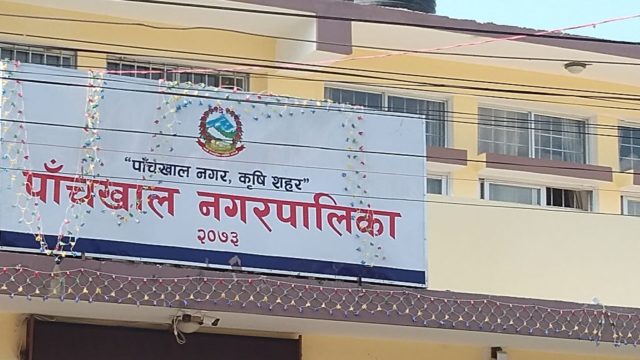 "पाँचखाल नगर, कृषि शहर"
पाँचखाल नगरपालिका
२०७३